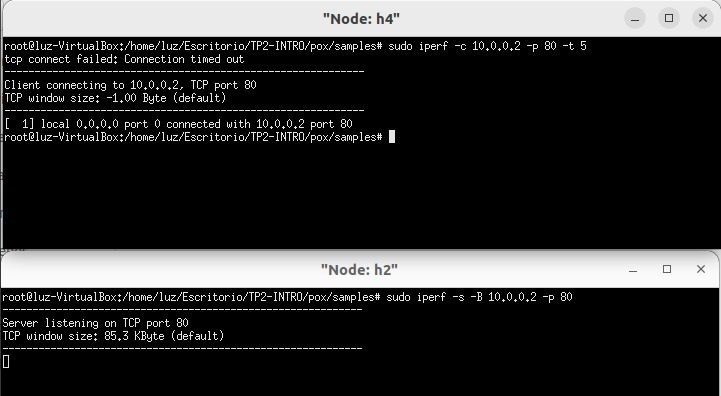 "Node: h4"
root@luz-VirtualBox:/home/luz/Escritorio/TP2-INTRO/pox/samples# sudo iperf -c 10.0.0.2 -p 80 -t 5
tcp connect failed: Connection timed out
------------------------------------------------------------
Client connecting to 10.0.0.2, TCP port 80
TCP window size: -1.00 Byte (default)
------------------------------------------------------------
[  1] local 0.0.0.0 port 0 connected with 10.0.0.2 port 80
root@luz-VirtualBox:/home/luz/Escritorio/TP2-INTRO/pox/samples#
"Node: h2"
root@luz-VirtualBox:/home/luz/Escritorio/TP2-INTRO/pox/samples# sudo iperf -s -B 10.0.0.2 -p 80
------------------------------------------------------------
Server listening on TCP port 80
TCP window size: 85.3 KByte (default)
------------------------------------------------------------